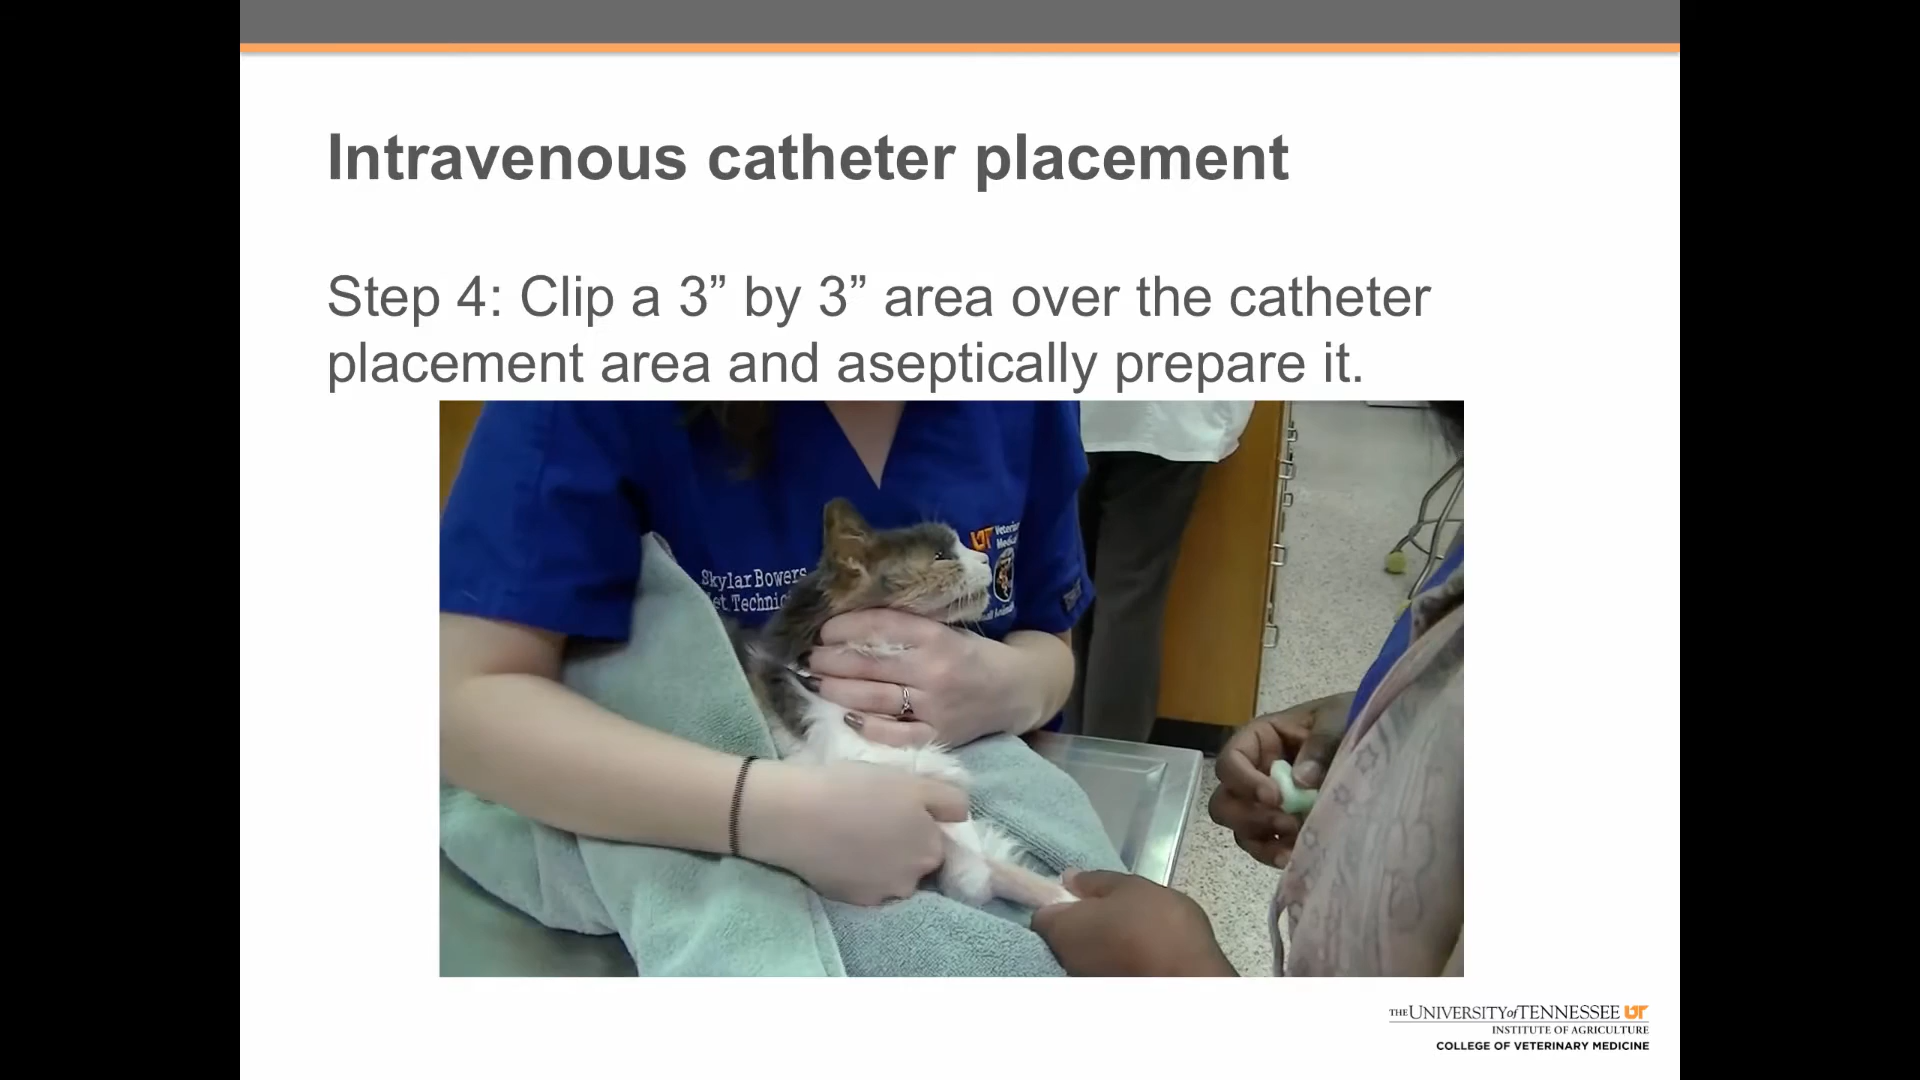 Intravenous catheter placement
Step 4: Clip a 3” by 3” area over the catheter
placement area and aseptically prepare it.
Skylar Bowers
UT
THE UNIVERSITY of TENNESSEE UT
INSTITUTE OF AGRICULTURE
COLLEGE OF VETERINARY MEDICINE